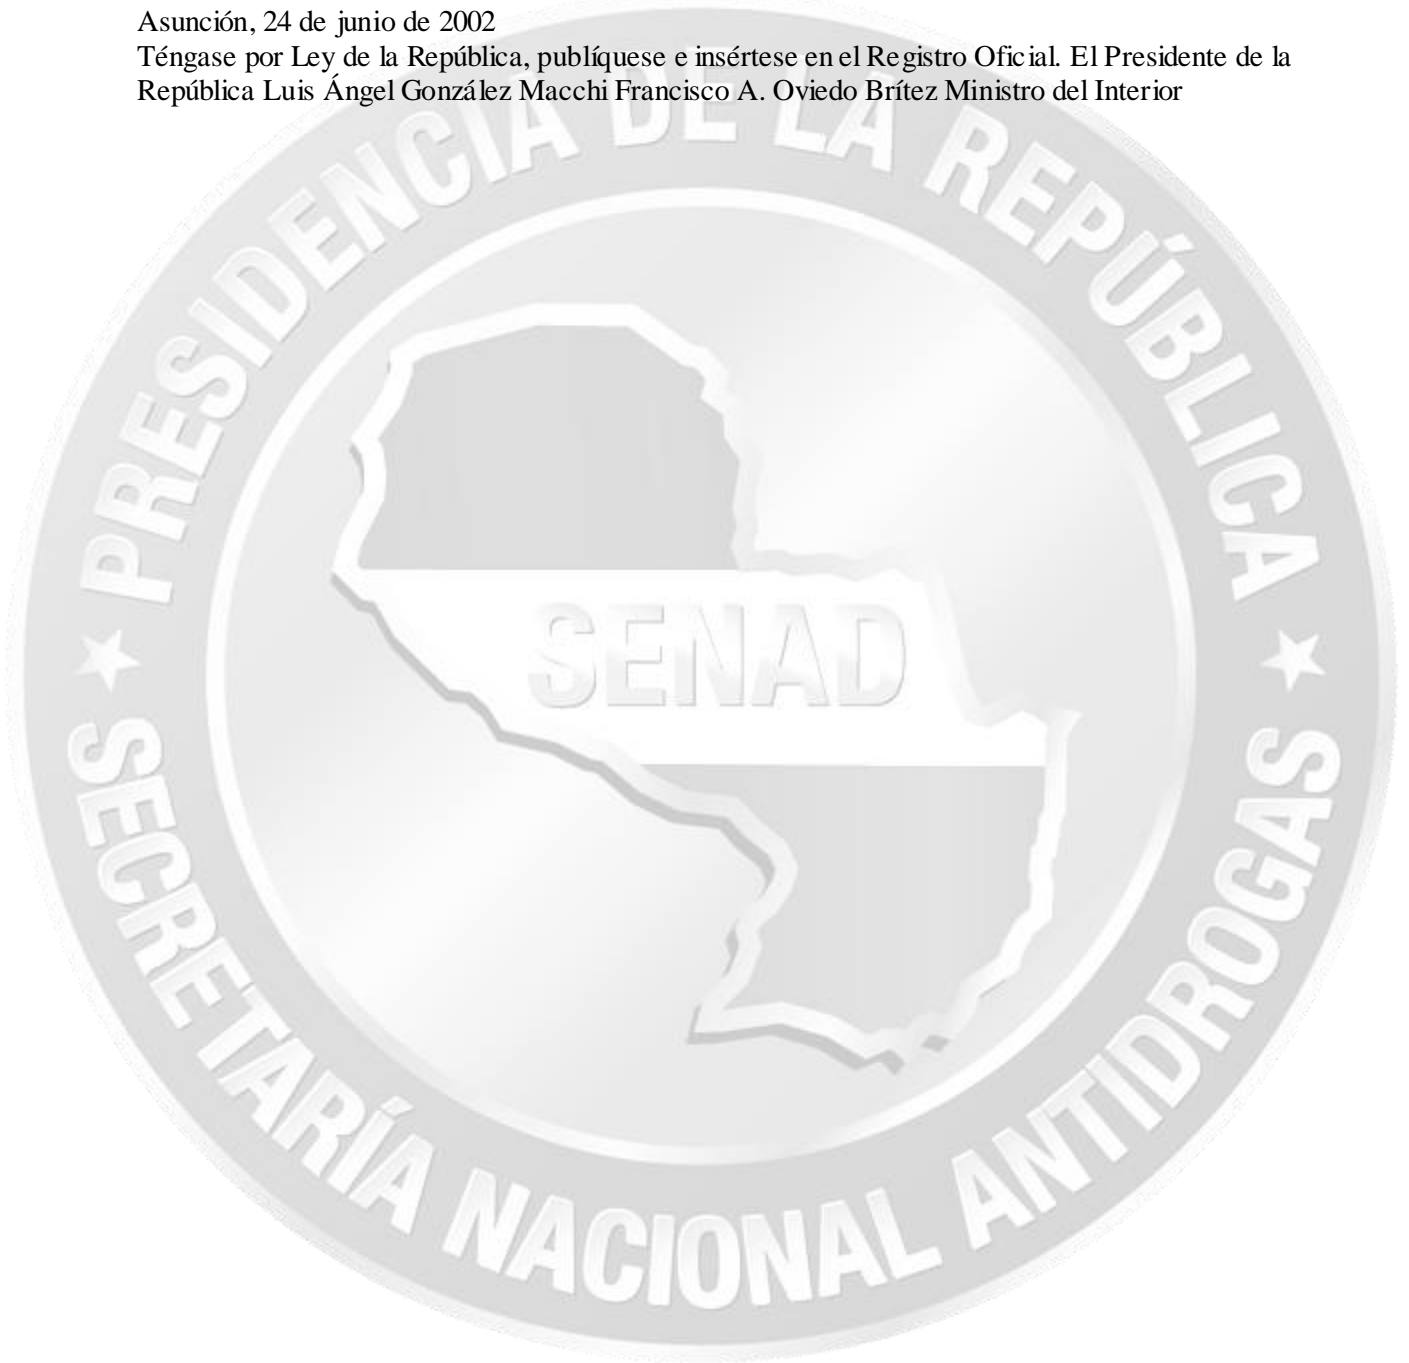 Asunción, 24 de junio de 2002
Téngase por Ley de la República, publíquese e insértese en el Registro Oficial. El Presidente de la
República Luis Ángel González Macchi Francisco A. Oviedo Brítez Ministro del Interior
PRESIDENCIA DE LA REPÚBLICA
SENAD
SECRETARÍA NACIONAL ANTIDROGAS